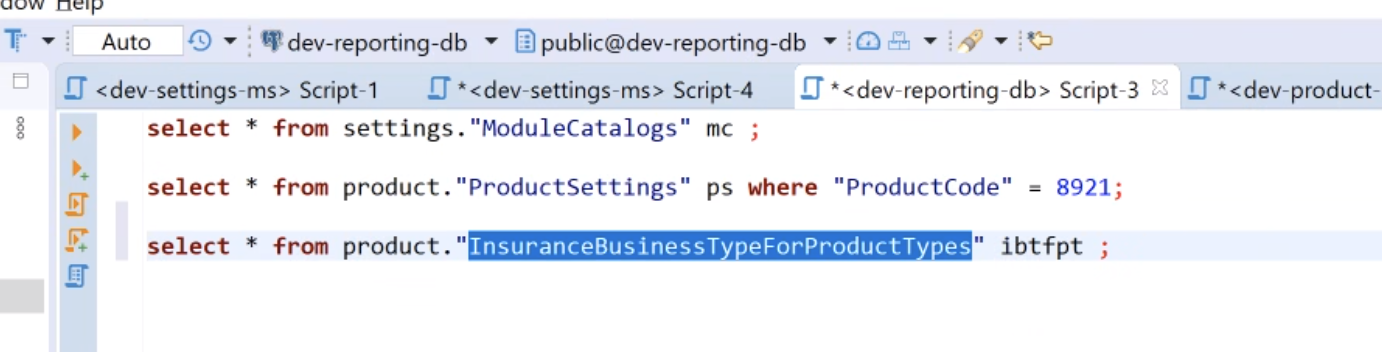 Help
Auto dev-reporting-db public@dev-reporting-db
<dev-settings-ms> Script-1 *<dev-settings-ms> Script-4 *<dev-reporting-db> Script-3 *<dev-product-
select * from settings."ModuleCatalogs" mc ;
select * from product."ProductSettings" ps where "ProductCode" = 8921;
select * from product."InsuranceBusinessTypeForProductTypes" ibtfpt ;